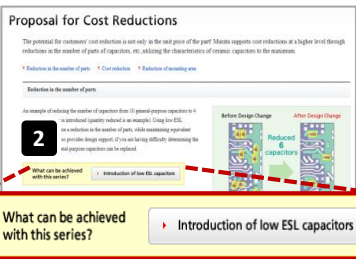 Proposal for Cost Reductions
The potential for customers' cost reduction is not only in the unit price of the part! Murata supports cost reductions at a higher level through
reductions in the number of parts of capacitors, etc.,utilizing the characteristics of ceramic capacitors to the maximum.
Reduction in the number of parts Cost reduction Reduction of mounting area
Reduction in the number of parts
An example of reducing the number of capacitors from 10 general-purpose capacitors to 4
is introduced (quantity reduced is an example). Using low ESL
a reduction in the number of parts, while maintaining equivalent
provides design support, if you are having difficulty determining the
capacitors can be replaced.
2
Before Design Change
After Design Change
Reduced
6
capacitors
What can be achieved
with this series?
Introduction of low ESL capacitors
What can be achieved
with this series?
Introduction of low ESL capacitors